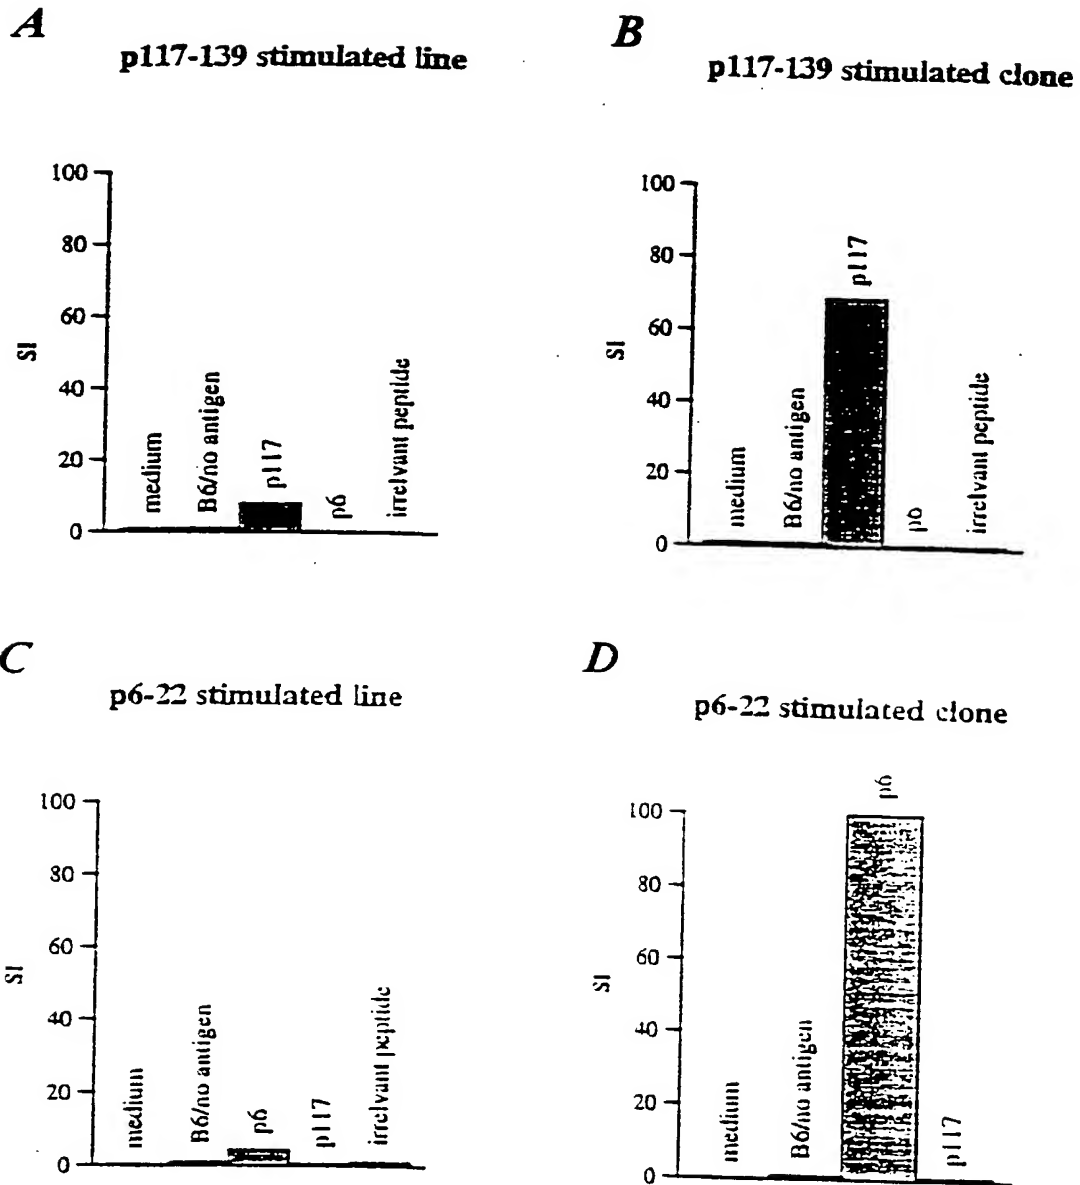 A
p117-139 stimulated line
100
80
60
40
20
0
SI
medium
B6/no antigen
p117
p6
irrelvant peptide
B
p117-139 stimulated clone
100
80
60
40
20
0
SI
medium
B6/no antigen
p117
p6
irrelvant peptide
C
p6-22 stimulated line
100
80
60
40
20
0
SI
medium
B6/no antigen
p6
p117
irrelvant peptide
D
p6-22 stimulated clone
100
80
60
40
20
0
SI
medium
B6/no antigen
p6
p117